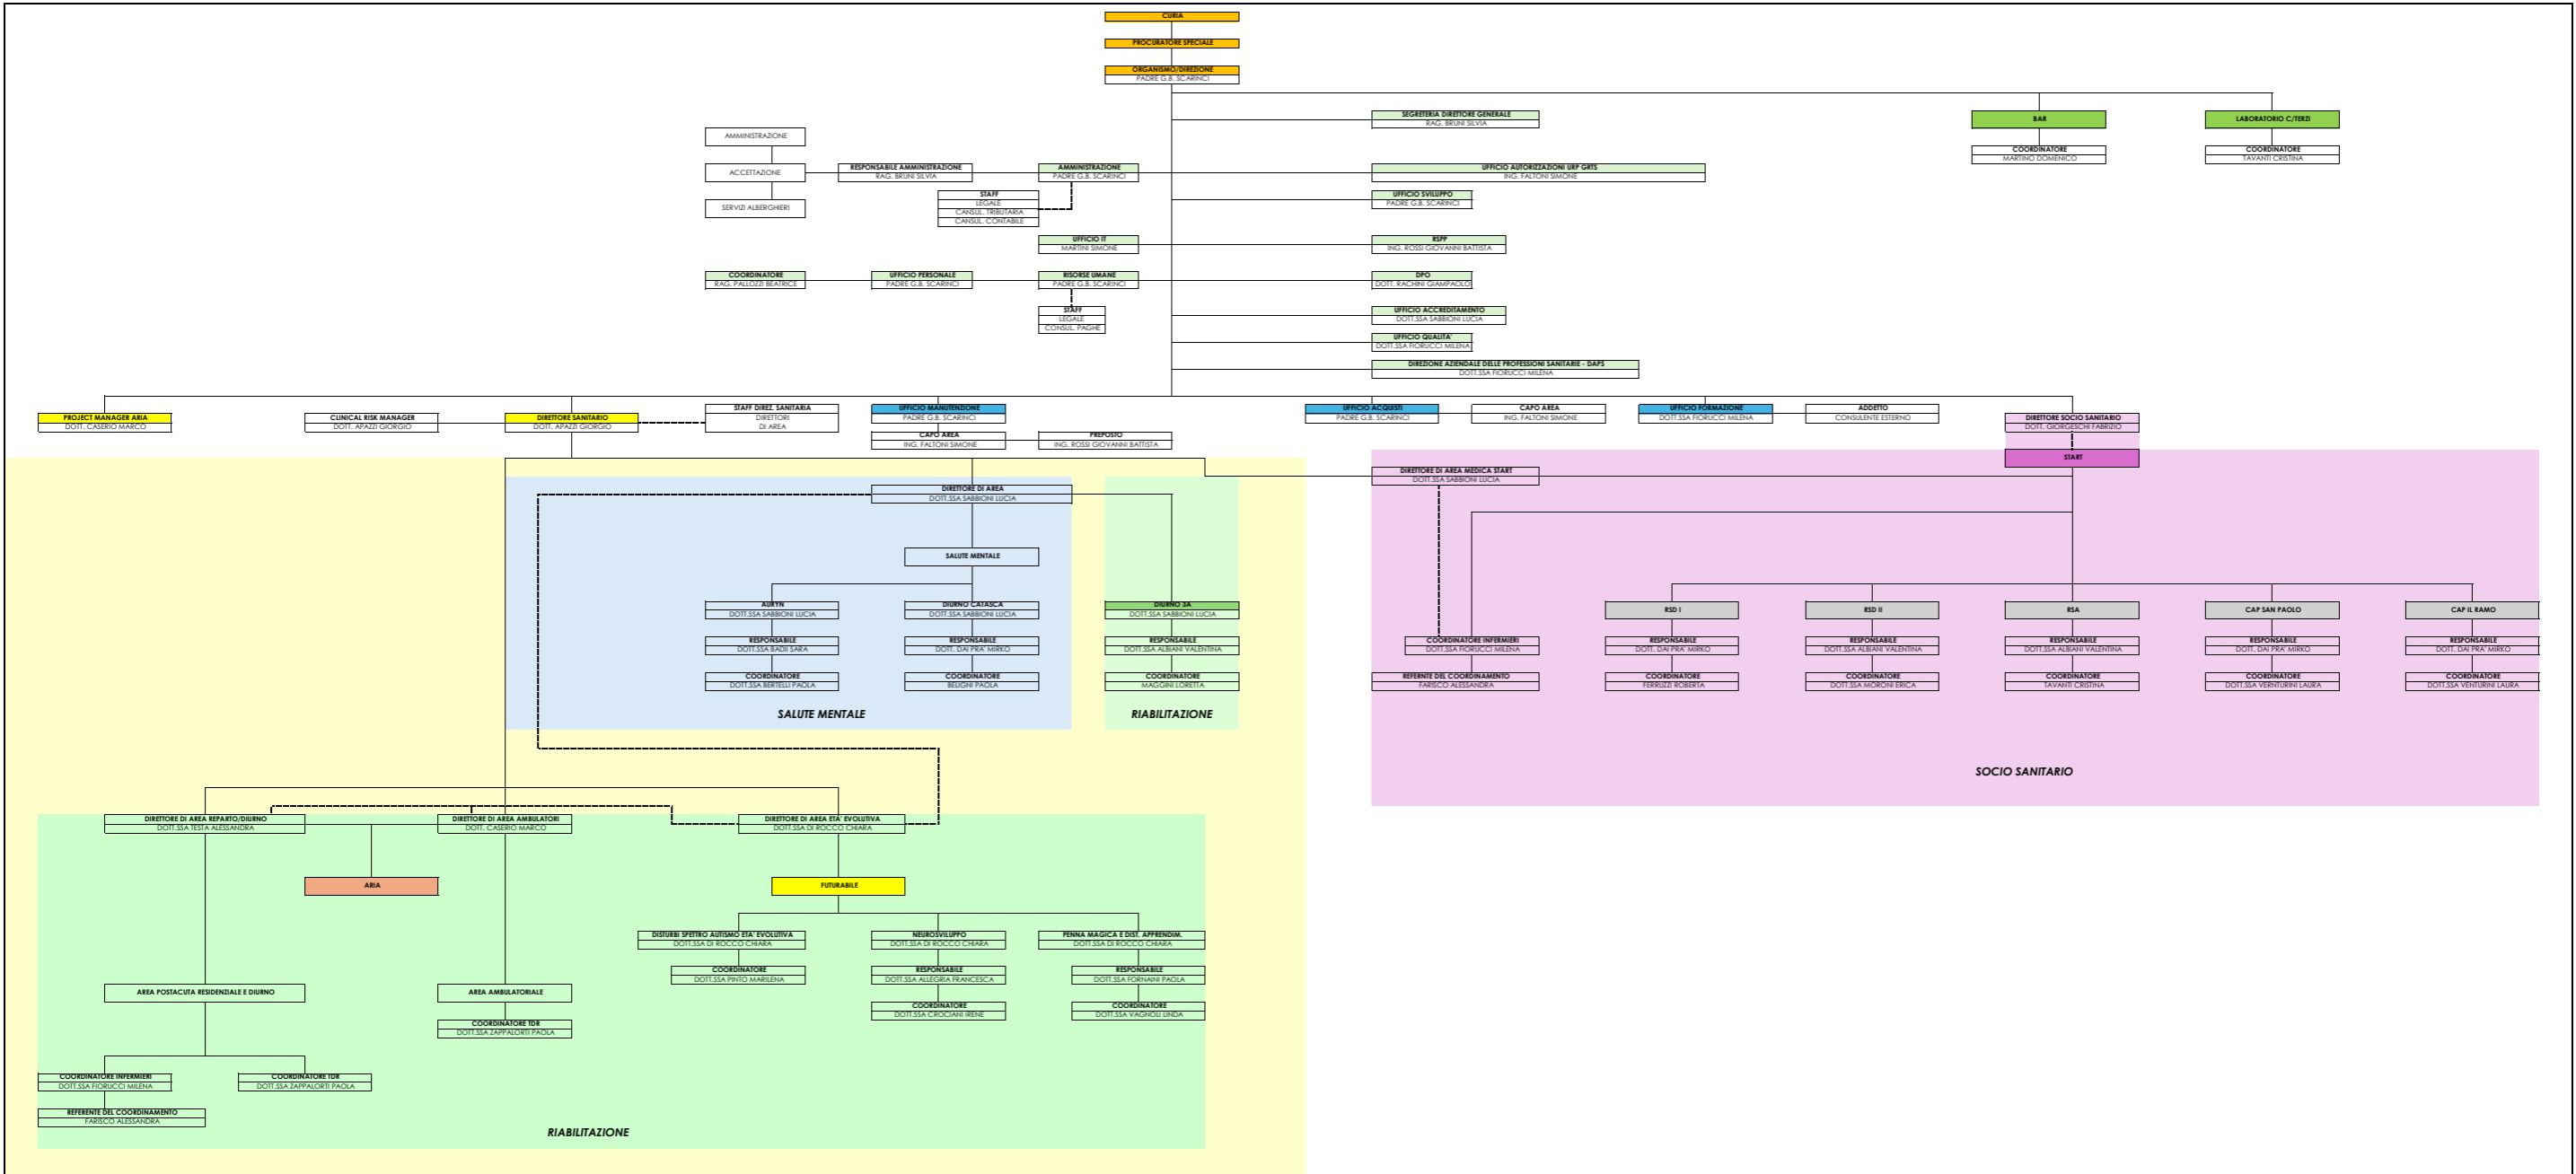 CURIA
PROCURATORE SPECIALE
ORGANISMO/DIREZIONE
PADRE G.B. SCARINCI
SEGRETERIA DIRETTORE GENERALE
RAG. BRUNI SILVIA
BAR
LABORATORIO C/TERZI
COORDINATORE
MARTINO DOMENICO
COORDINATORE
TAVANTI CRISTINA
AMMINISTRAZIONE
ACCETTAZIONE
SERVIZI ALBERGHIERI
RESPONSABILE AMMINISTRAZIONE
RAG. BRUNI SILVIA
AMMINISTRAZIONE
PADRE G.B. SCARINCI
STAFF
LEGALE
CANSUL. TRIBUTARIA
CANSUL. CONTABILE
UFFICIO AUTORIZZAZIONI URP GRTS
ING. FALTONI SIMONE
UFFICIO SVILUPPO
PADRE G.B. SCARINCI
UFFICIO IT
MARTINI SIMONE
RSPP
ING. ROSSI GIOVANNI BATTISTA
COORDINATORE
RAG. PALLOZZI BEATRICE
UFFICIO PERSONALE
PADRE G.B. SCARINCI
RISORSE UMANE
PADRE G.B. SCARINCI
STAFF
LEGALE
CONSUL. PAGHE
DPO
DOTT. RACHINI GIAMPAOLO
UFFICIO ACCREDITAMENTO
DOTT.SSA SABBIONI LUCIA
UFFICIO QUALITA'
DOTT.SSA FIORUCCI MILENA
DIREZIONE AZIENDALE DELLE PROFESSIONI SANITARIE - DAPS
DOTT.SSA FIORUCCI MILENA
PROJECT MANAGER ARIA
DOTT. CASERIO MARCO
CLINICAL RISK MANAGER
DOTT. APAZZI GIORGIO
DIRETTORE SANITARIO
DOTT. APAZZI GIORGIO
STAFF DIREZ. SANITARIA
DIRETTORI
DI AREA
UFFICIO MANUTENZIONE
PADRE G.B. SCARINCI
CAPO AREA
ING. FALTONI SIMONE
PREPOSTO
ING. ROSSI GIOVANNI BATTISTA
UFFICIO ACQUISTI
PADRE G.B. SCARINCI
CAPO AREA
ING. FALTONI SIMONE
UFFICIO FORMAZIONE
DOTT.SSA FIORUCCI MILENA
ADDETTO
CONSULENTE ESTERNO
DIRETTORE SOCIO SANITARIO
DOTT. GIORGESCHI FABRIZIO
START
DIRETTORE DI AREA MEDICA START
DOTT.SSA SABBIONI LUCIA
DIRETTORE DI AREA
DOTT.SSA SABBIONI LUCIA
SALUTE MENTALE
AURYN
DOTT.SSA SABBIONI LUCIA
RESPONSABILE
DOTT.SSA BADII SARA
COORDINATORE
DOTT.SSA BERTELLI PAOLA
DIURNO CATASCA
DOTT.SSA SABBIONI LUCIA
RESPONSABILE
DOTT. DAI PRA' MIRKO
COORDINATORE
BELIGNI PAOLA
SALUTE MENTALE
DIURNO 3A
DOTT.SSA SABBIONI LUCIA
RESPONSABILE
DOTT.SSA ALBIANI VALENTINA
COORDINATORE
MAGGINI LORETTA
RIABILITAZIONE
COORDINATORE INFERMIERI
DOTT.SSA FIORUCCI MILENA
REFERNTE DEL COORDINAMENTO
FARISCO ALESSANDRA
RSD I
RESPONSABILE
DOTT. DAI PRA' MIRKO
COORDINATORE
FERRUZZI ROBERTA
RSD II
RESPONSABILE
DOTT.SSA ALBIANI VALENTINA
COORDINATORE
DOTT.SSA MORONI ERICA
RSA
RESPONSABILE
DOTT.SSA ALBIANI VALENTINA
COORDINATORE
TAVANTI CRISTINA
CAP SAN PAOLO
RESPONSABILE
DOTT. DAI PRA' MIRKO
COORDINATORE
DOTT.SSA VERNTURINI LAURA
CAP IL RAMO
RESPONSABILE
DOTT. DAI PRA' MIRKO
COORDINATORE
DOTT.SSA VENTURINI LAURA
SOCIO SANITARIO
DIRETTORE DI AREA REPARTO/DIURNO
DOTT.SSA TESTA ALESSANDRA
DIRETTORE DI AREA AMBULATORI
DOTT. CASERIO MARCO
DIRETTORE DI AREA ETA' EVOLUTIVA
DOTT.SSA DI ROCCO CHIARA
ARIA
FUTURABILE
DISTURBI SPETTRO AUTISMO ETA' EVOLUTIVA
DOTT.SSA DI ROCCO CHIARA
COORDINATORE
DOTT.SSA PINTO MARILENA
NEUROSVILUPPO
DOTT.SSA DI ROCCO CHIARA
RESPONSABILE
DOTT.SSA ALLEGRIA FRANCESCA
COORDINATORE
DOTT.SSA CROCIANI IRENE
PENNA MAGICA E DIST. APPRENDIM.
DOTT.SSA DI ROCCO CHIARA
RESPONSABILE
DOTT.SSA FORNAINI PAOLA
COORDINATORE
DOTT.SSA VAGNOLI LINDA
AREA POSTACUTA RESIDENZIALE E DIURNO
AREA AMBULATORIALE
COORDINATORE TDR
DOTT.SSA ZAPPALORTI PAOLA
COORDINATORE INFERMIERI
DOTT.SSA FIORUCCI MILENA
COORDINATORE TDR
DOTT.SSA ZAPPALORTI PAOLA
REFERENTE DEL COORDINAMENTO
FARISCO ALESSANDRA
RIABILITAZIONE